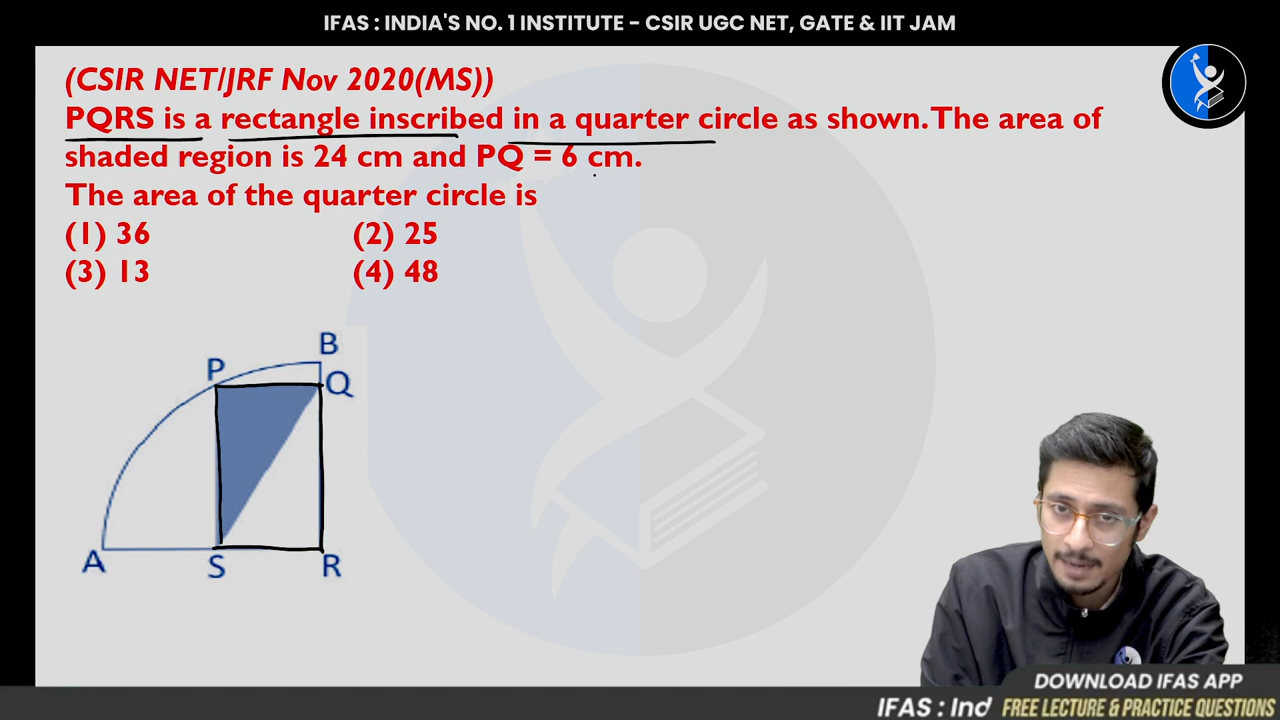 IFAS : INDIA'S NO. 1 INSTITUTE - CSIR UGC NET, GATE & IIT JAM
(CSIR NET/JRF Nov 2020(MS))
PQRS is a rectangle inscribed in a quarter circle as shown. The area of
shaded region is 24 cm and PQ = 6 cm.
The area of the quarter circle is
(1) 36 (2) 25
(3) 13 (4) 48
B
P
Q
A S R
DOWNLOAD IFAS APP
IFAS : Ind FREE LECTURE & PRACTICE QUESTIONS